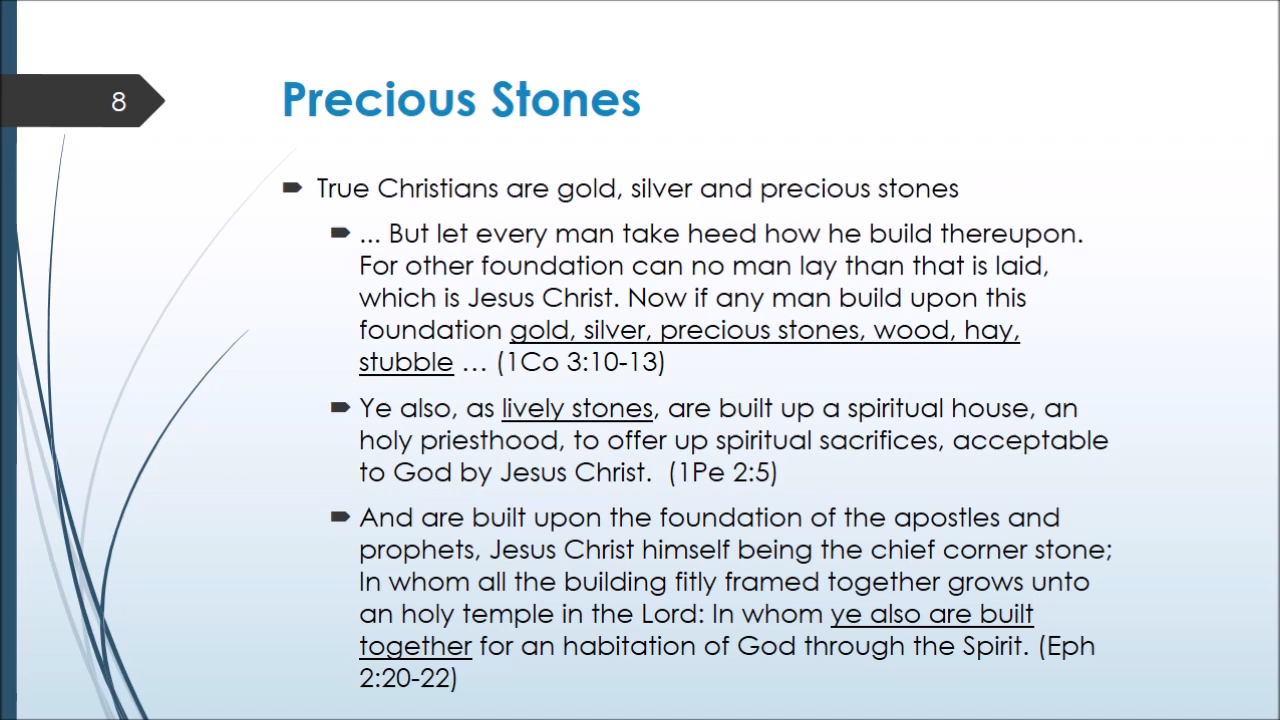 8
Precious Stones
True Christians are gold, silver and precious stones
... But let every man take heed how he build thereupon.
For other foundation can no man lay than that is laid,
which is Jesus Christ. Now if any man build upon this
foundation gold, silver, precious stones, wood, hay,
stubble … (1Co 3:10-13)
Ye also, as lively stones, are built up a spiritual house, an
holy priesthood, to offer up spiritual sacrifices, acceptable
to God by Jesus Christ.  (1Pe 2:5)
And are built upon the foundation of the apostles and
prophets, Jesus Christ himself being the chief corner stone;
In whom all the building fitly framed together grows unto
an holy temple in the Lord: In whom ye also are built
together for an habitation of God through the Spirit. (Eph
2:20-22)